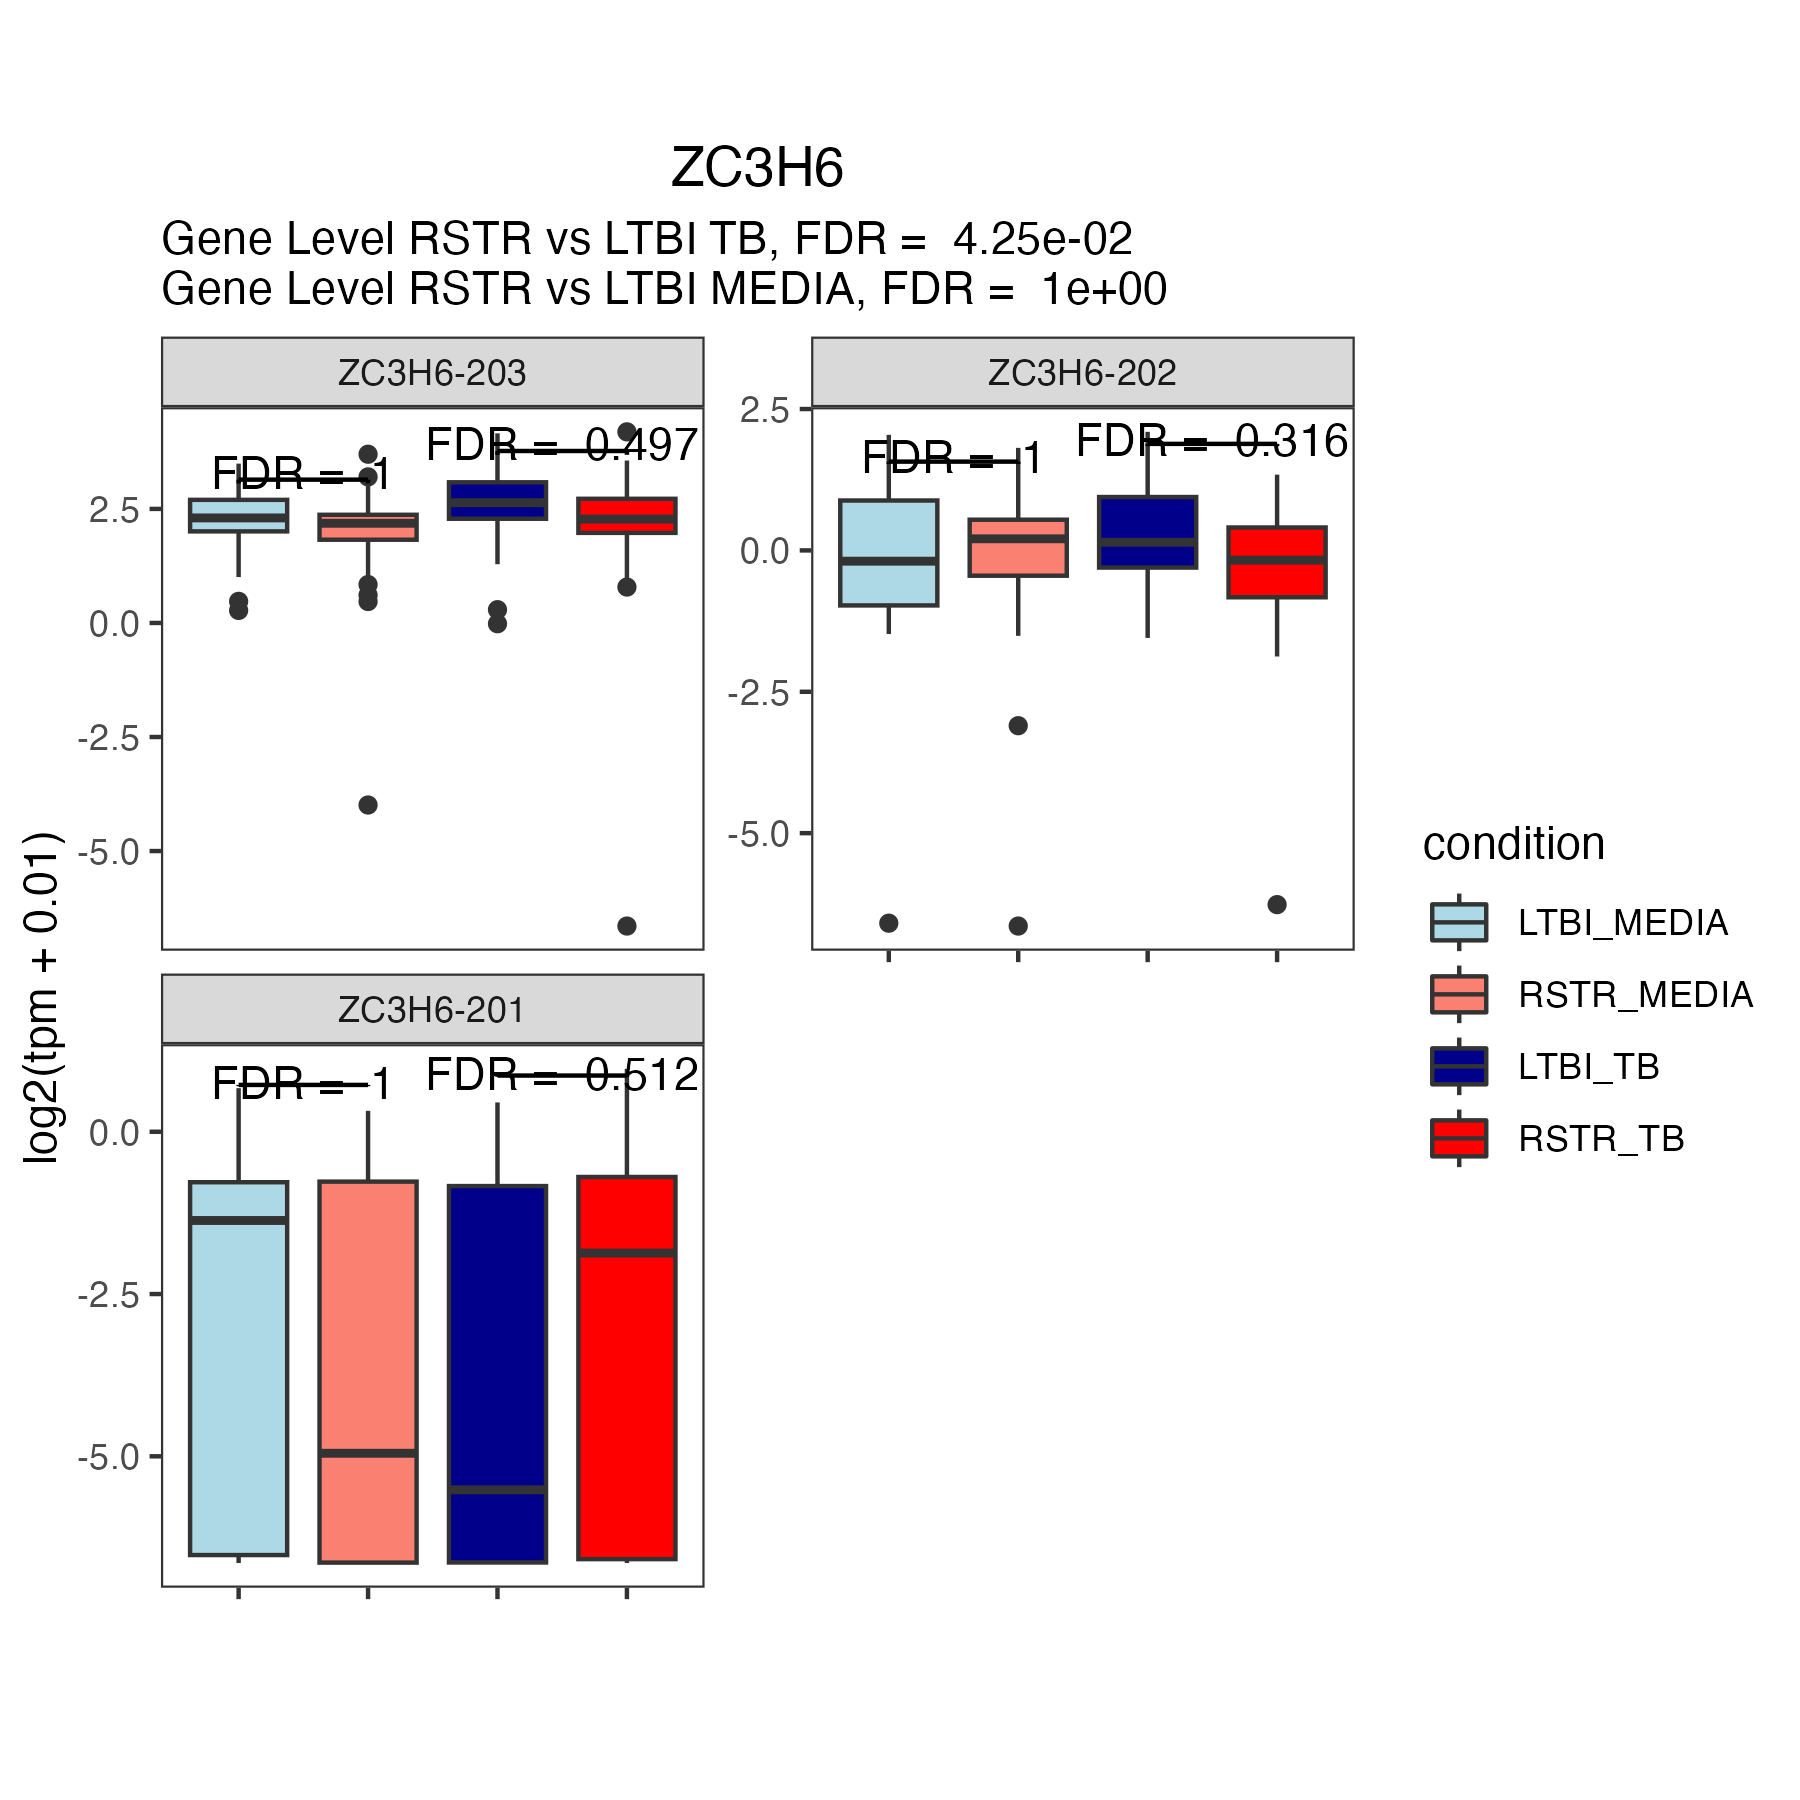 ZC3H6
Gene Level RSTR vs LTBI TB, FDR =  4.25e-02
Gene Level RSTR vs LTBI MEDIA, FDR =  1e+00
log2(tpm + 0.01)
ZC3H6-203
FDR =  1
FDR =  0.497
2.5
0.0
-2.5
-5.0
ZC3H6-202
FDR =  1
FDR =  0.316
2.5
0.0
-2.5
-5.0
ZC3H6-201
FDR =  1
FDR =  0.512
0.0
-2.5
-5.0
condition
LTBI_MEDIA
RSTR_MEDIA
LTBI_TB
RSTR_TB